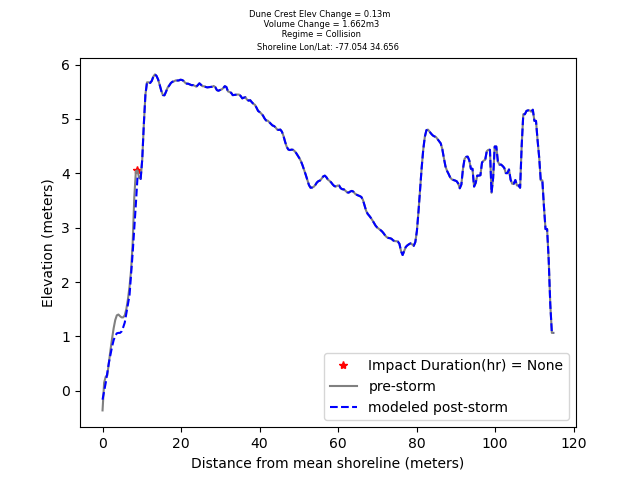 Dune Crest Elev Change = 0.13m
Volume Change = 1.662m3
Regime = Collision
Shoreline Lon/Lat: -77.054 34.656
6
5
4
3
2
1
0
Elevation (meters)
Impact Duration(hr) = None
pre-storm
modeled post-storm
0 20 40 60 80 100 120
Distance from mean shoreline (meters)